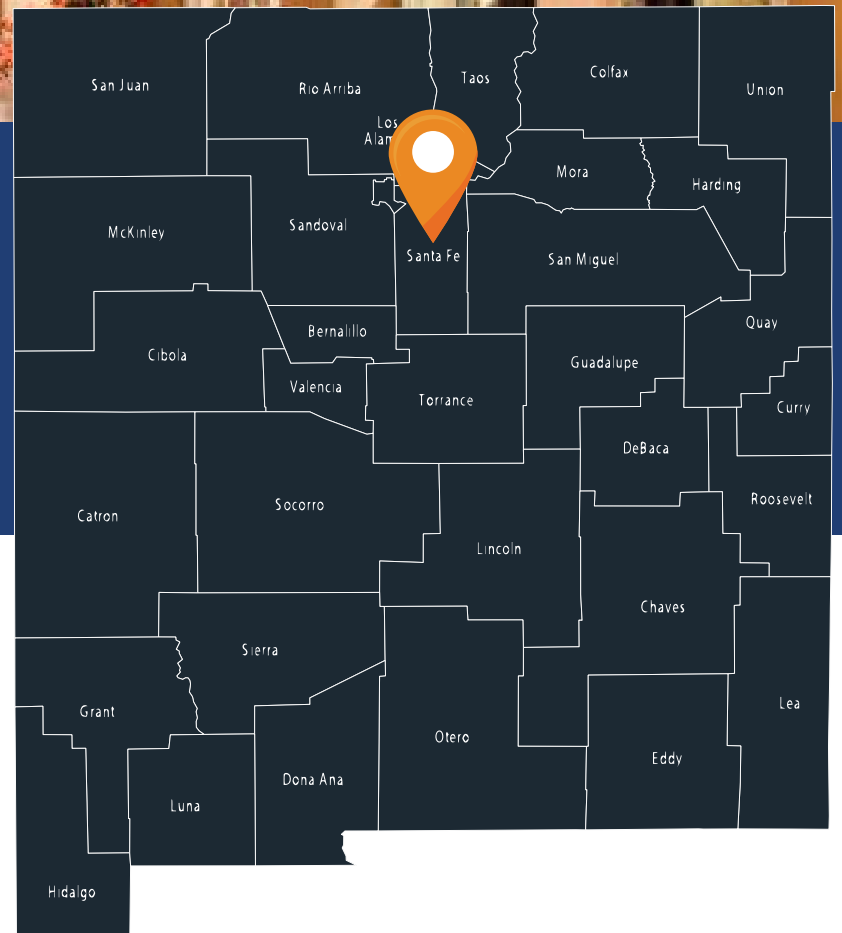 San Juan
Rio Arriba
Taos
Colfax
Union
Los
Alam
Mora
Harding
McKinley
Sandoval
Santa Fe
San Miguel
Quay
Bernalillo
Cibola
Guadalupe
Valencia
Torrance
Curry
DeBaca
Roosevelt
Catron
Socorro
Lincoln
Chaves
Sierra
Grant
Lea
Otero
Eddy
Dona Ana
Luna
Hidalgo